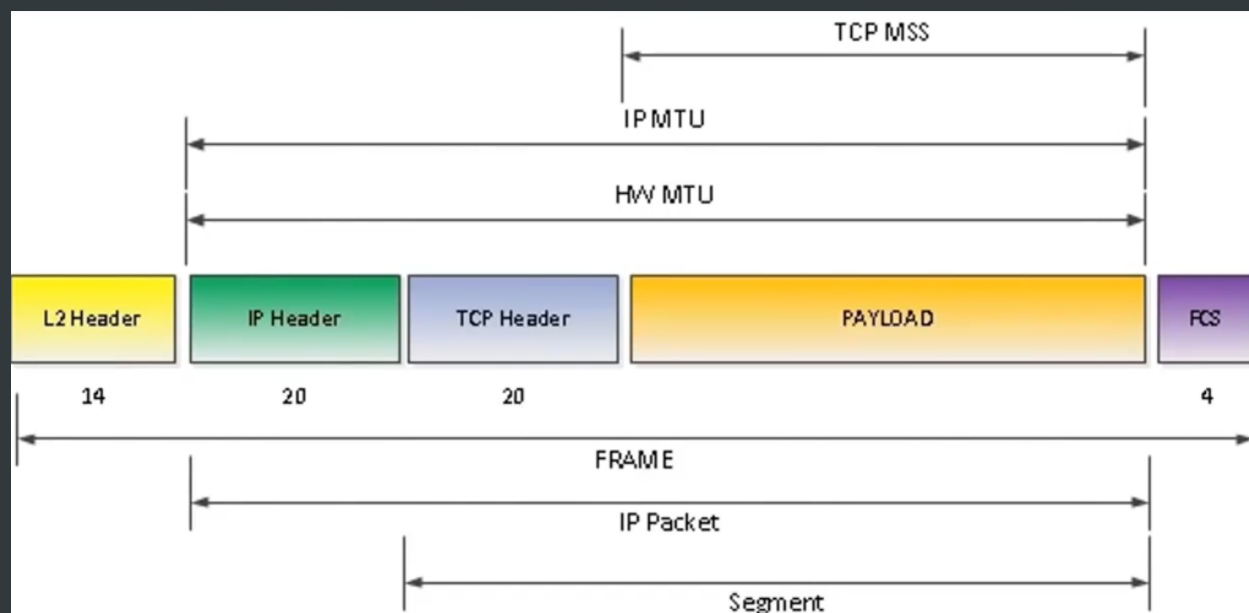 TCP MSS
IP MTU
HW MTU
L2 Header
IP Header
TCP Header
PAYLOAD
FCS
14
20
20
4
FRAME
IP Packet
Segment